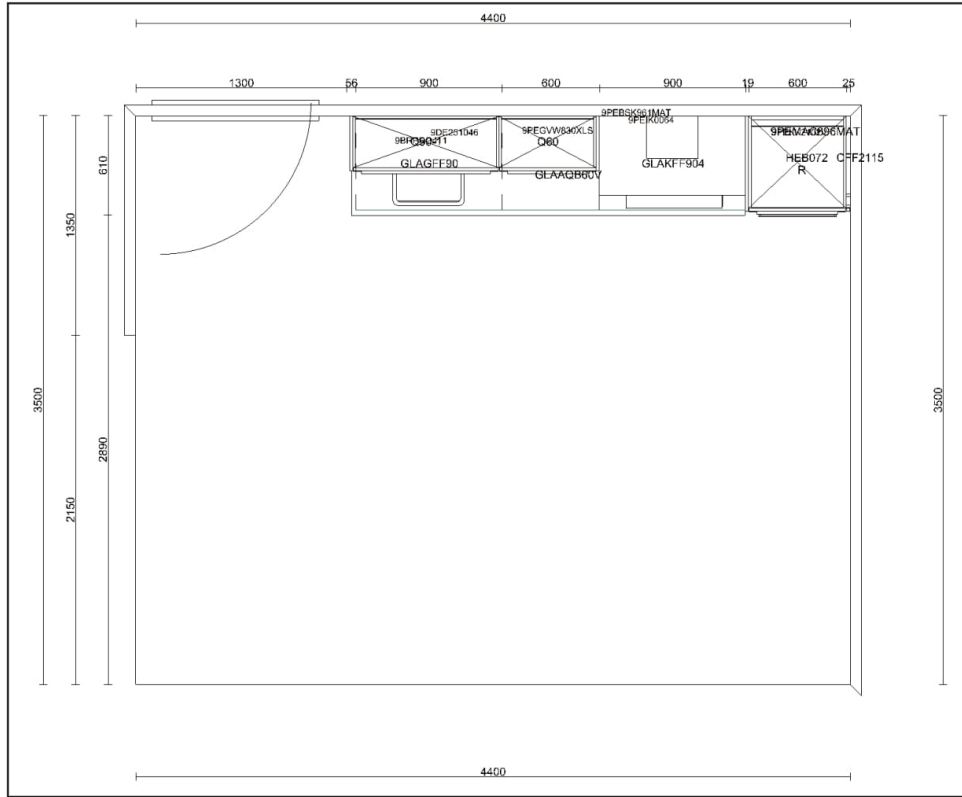 4400
1300 56 900 600 900 19 600 25
9PEBSK961MAT
9PEIK0064
9DE251046 9PEGVW830XLS
Q60
GLAGFF90 GLAKFF904
HEB072 CFF2115
R
GLAAQB60V
610
1350
3500
2890
2150
3500
4400